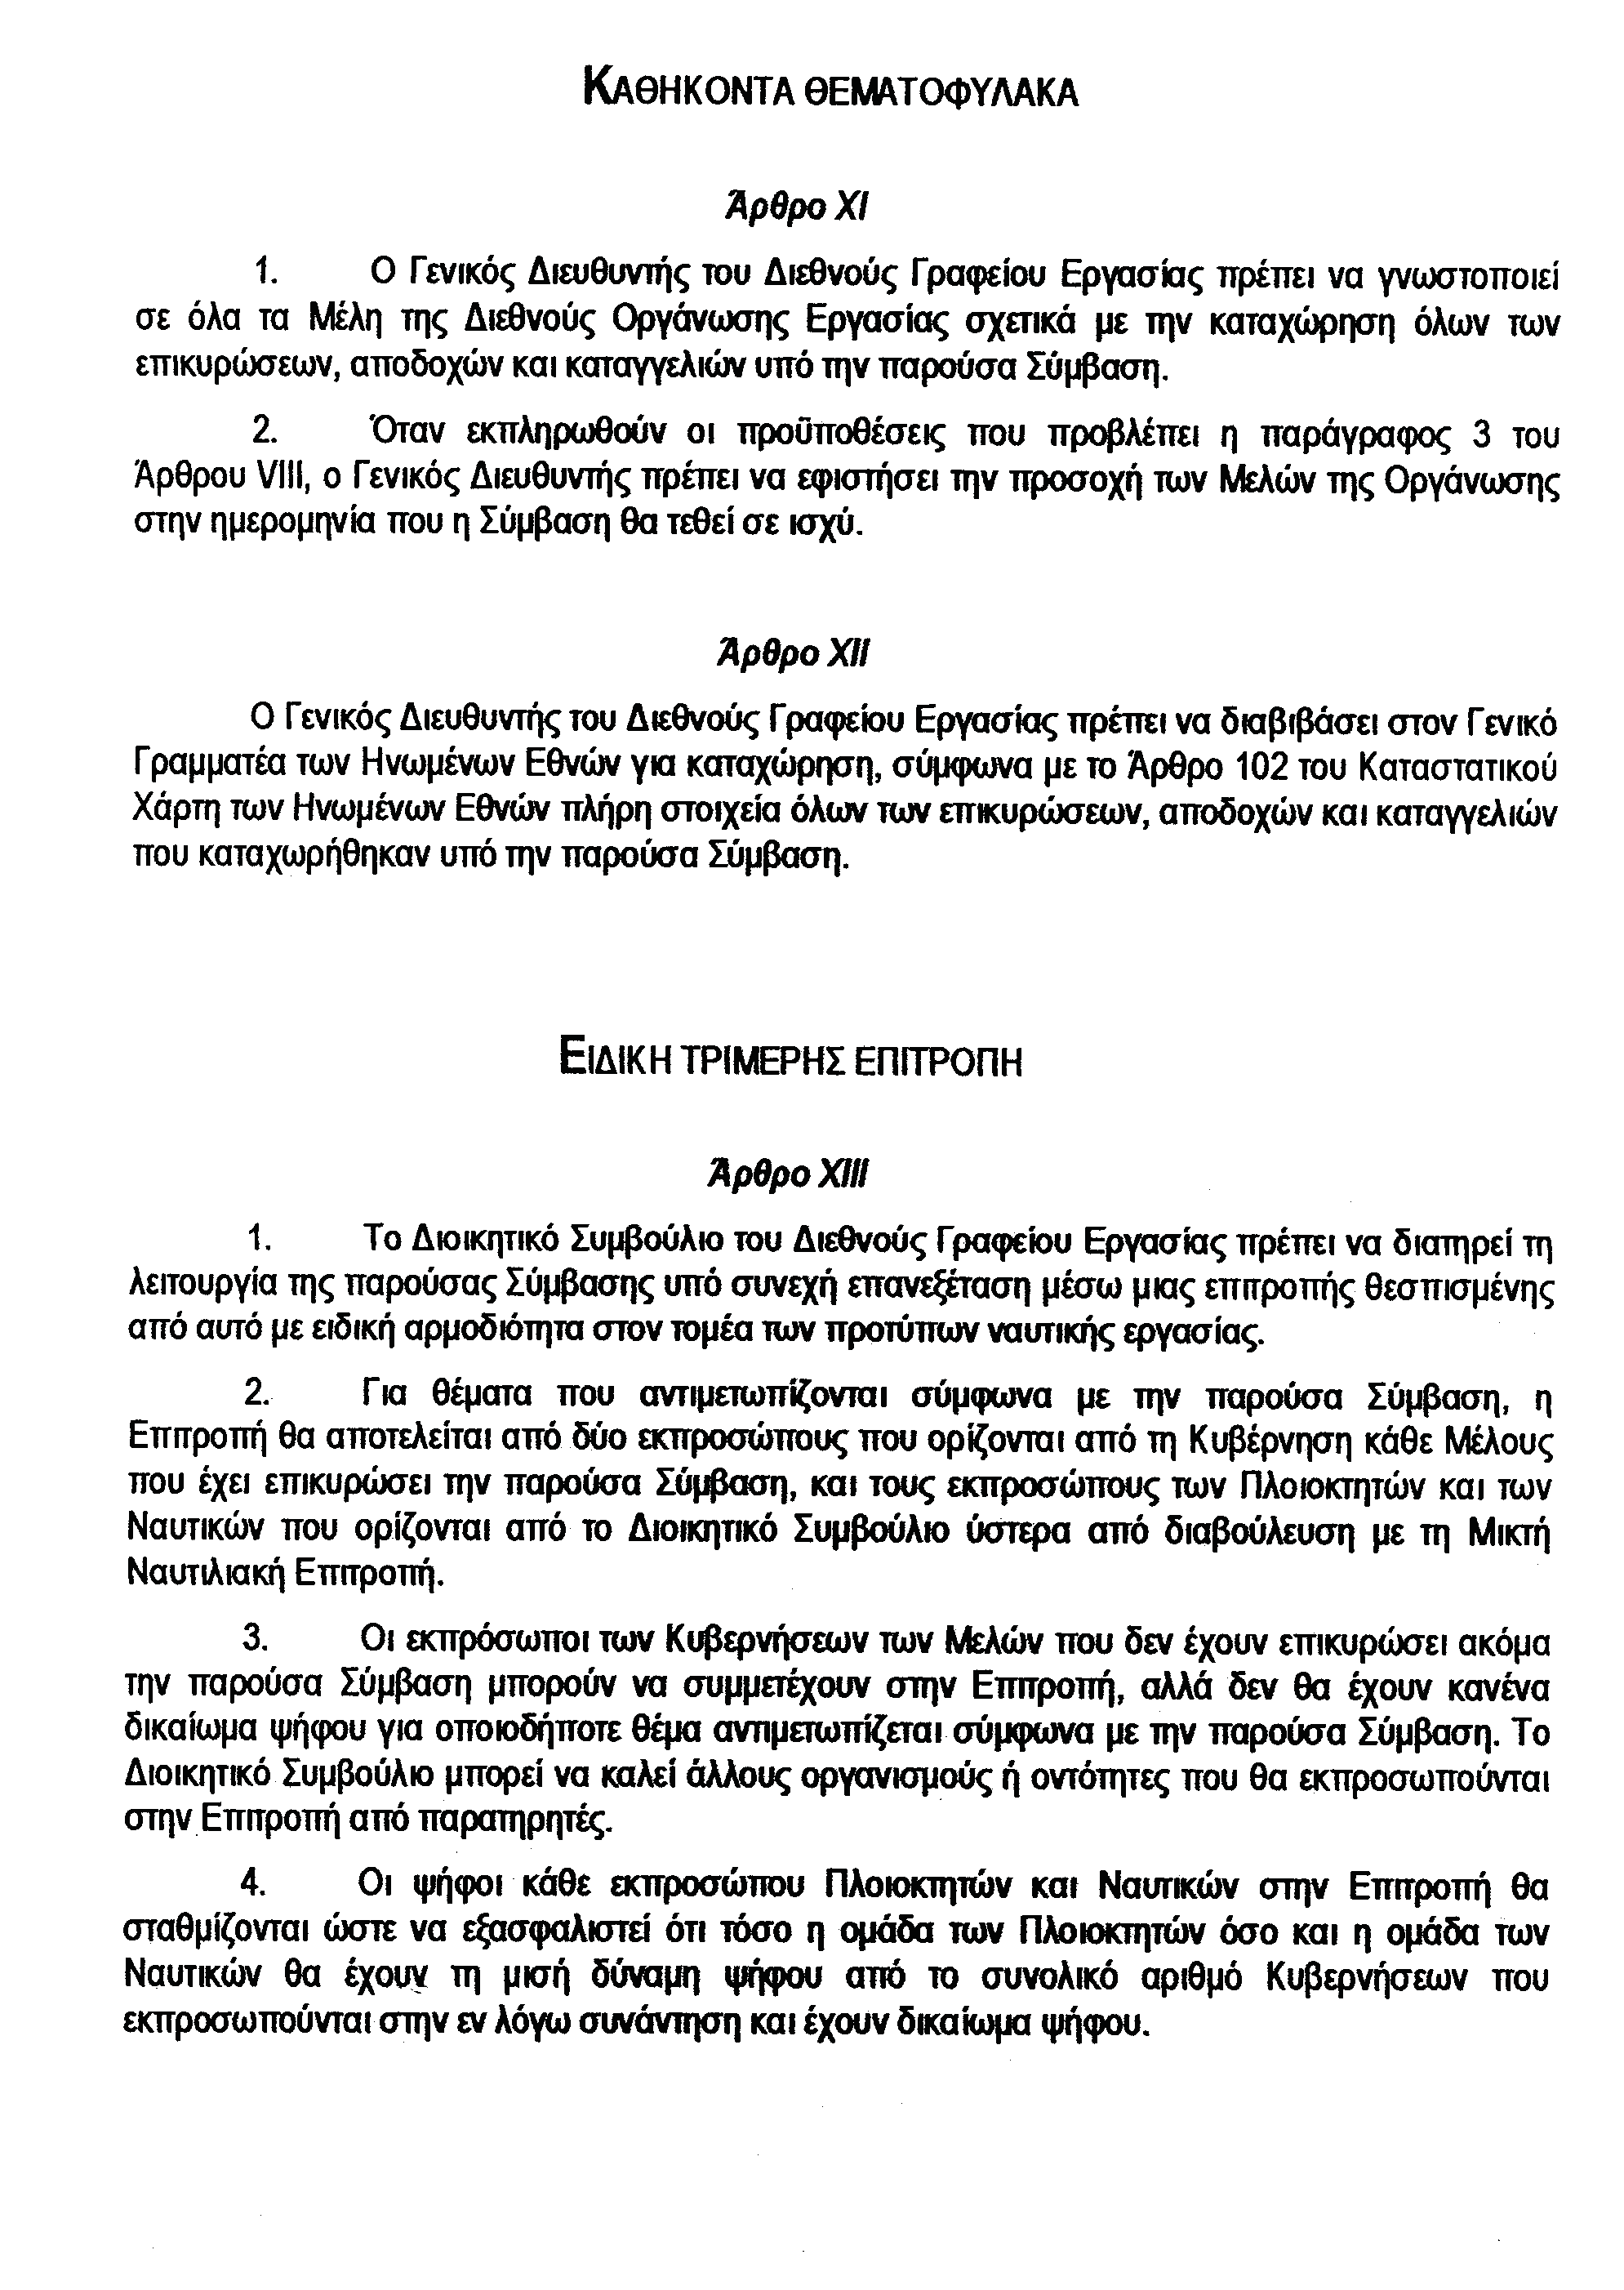 ΚΑΘΗΚΟΝΤΑ ΘΕΜΑΤΟΦΥΛΑΚΑ
Άρθρο XI
1. Ο Γενικός Διευθυντής του Διεθνούς Γραφείου Εργασίας πρέπει να γνωστοποιεί
σε όλα τα Μέλη της Διεθνούς Οργάνωσης Εργασίας σχετικά με την καταχώρηση όλων των
επικυρώσεων, αποδοχών και καταγγελιών υπό την παρούσα Σύμβαση.
2. Όταν εκπληρωθούν οι προϋποθέσεις που προβλέπει η παράγραφος 3 του
Άρθρου VIII, ο Γενικός Διευθυντής πρέπει να εφιστήσει την προσοχή των Μελών της Οργάνωσης
στην ημερομηνία που η Σύμβαση θα τεθεί σε ισχύ.
Άρθρο XII
Ο Γενικός Διευθυντής του Διεθνούς Γραφείου Εργασίας πρέπει να διαβιβάσει στον Γενικό
Γραμματέα των Ηνωμένων Εθνών για καταχώρηση, σύμφωνα με το Άρθρο 102 του Καταστατικού
Χάρτη των Ηνωμένων Εθνών πλήρη στοιχεία όλων των επικυρώσεων, αποδοχών και καταγγελιών
που καταχωρήθηκαν υπό την παρούσα Σύμβαση.
ΕΙΔΙΚΗ ΤΡΙΜΕΡΗΣ ΕΠΙΤΡΟΠΗ
Άρθρο XIII
1. Το Διοικητικό Συμβούλιο του Διεθνούς Γραφείου Εργασίας πρέπει να διατηρεί τη
λειτουργία της παρούσας Σύμβασης υπό συνεχή επανεξέταση μέσω μιας επιτροπής θεσπισμένης
από αυτό με ειδική αρμοδιότητα στον τομέα των προτύπων ναυτικής εργασίας.
2. Για θέματα που αντιμετωπίζονται σύμφωνα με την παρούσα Σύμβαση, η
Επιτροπή θα αποτελείται από δύο εκπροσώπους που ορίζονται από τη Κυβέρνηση κάθε Μέλους
που έχει επικυρώσει την παρούσα Σύμβαση, και τους εκπροσώπους των Πλοιοκτητών και των
Ναυτικών που ορίζονται από το Διοικητικό Συμβούλιο ύστερα από διαβούλευση με τη Μικτή
Ναυτιλιακή Επιτροπή.
3. Οι εκπρόσωποι των Κυβερνήσεων των Μελών που δεν έχουν επικυρώσει ακόμα
την παρούσα Σύμβαση μπορούν να συμμετέχουν στην Επιτροπή, αλλά δεν θα έχουν κανένα
δικαίωμα ψήφου για οποιοδήποτε θέμα αντιμετωπίζεται σύμφωνα με την παρούσα Σύμβαση. Το
Διοικητικό Συμβούλιο μπορεί να καλεί άλλους οργανισμούς ή οντότητες που θα εκπροσωπούνται
στην Επιτροπή από παρατηρητές.
4. Οι ψήφοι κάθε εκπροσώπου Πλοιοκτητών και Ναυτικών στην Επιτροπή θα
σταθμίζονται ώστε να εξασφαλιστεί ότι τόσο η ομάδα των Πλοιοκτητών όσο και η ομάδα των
Ναυτικών θα έχουν τη μισή δύναμη ψήφου από το συνολικό αριθμό Κυβερνήσεων που
εκπροσωπούνται στην εν λόγω συνάντηση και έχουν δικαίωμα ψήφου.